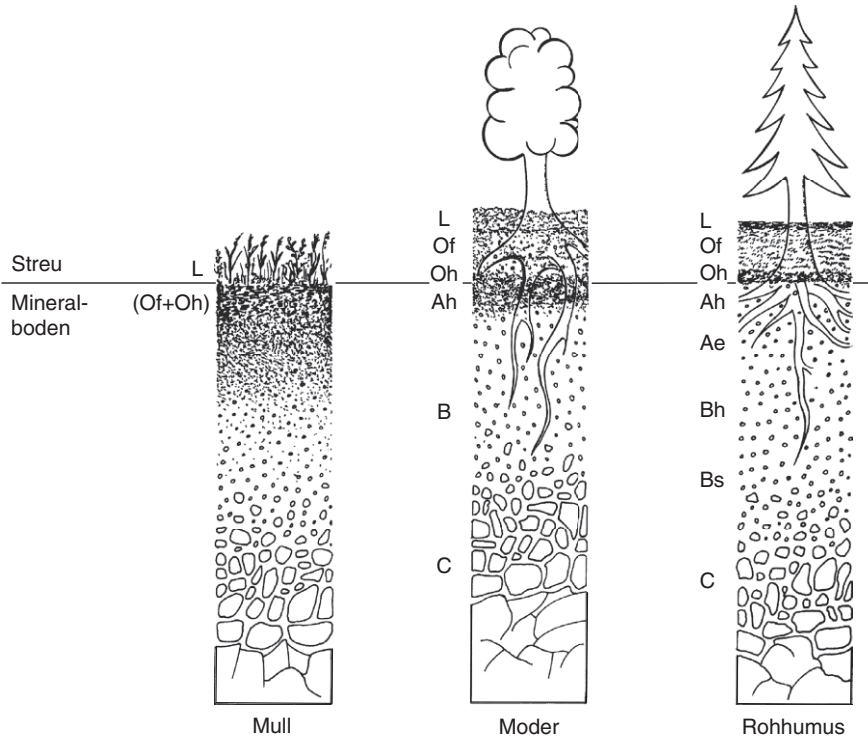 Streu
Mineral-
boden
L
(Of+Oh)
Mull
L
Of
Oh
Ah
B
C
Moder
L
Of
Oh
Ah
Ae
Bh
Bs
C
Rohhumus